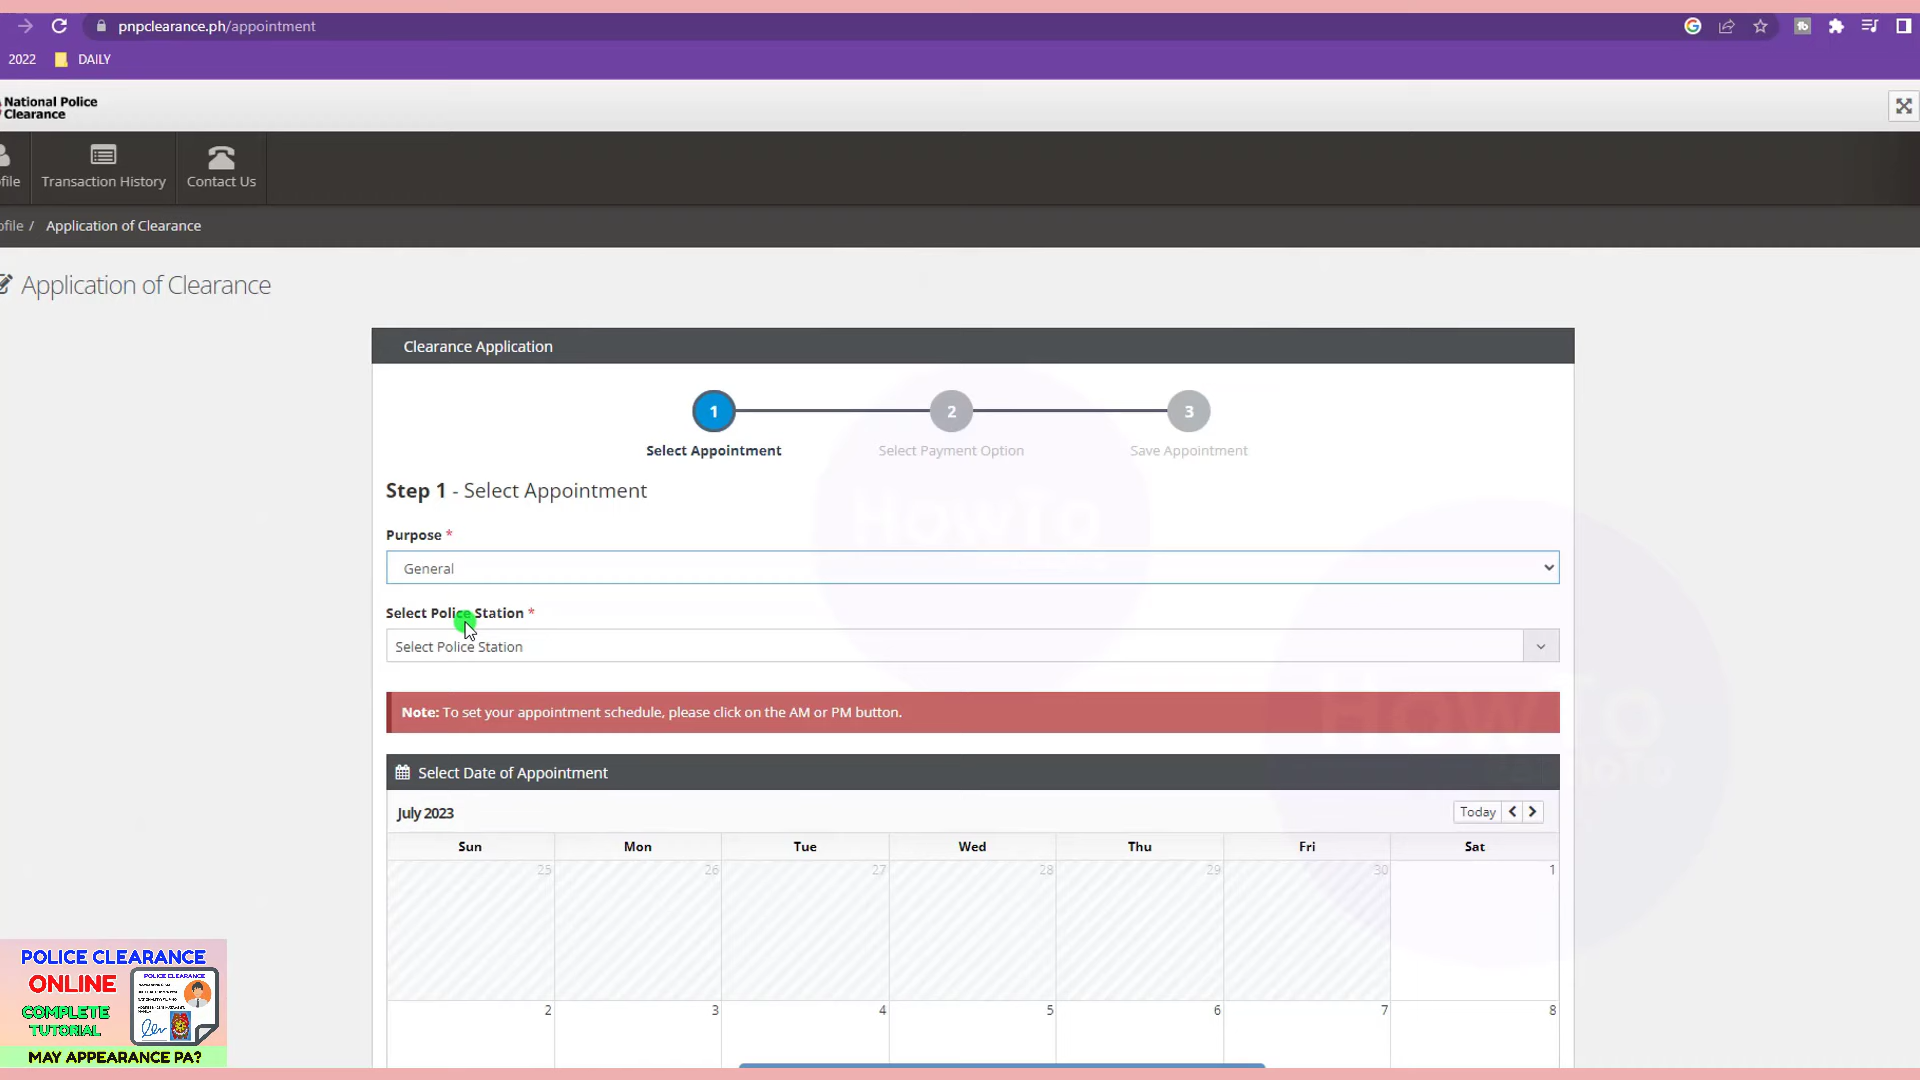 pnpclearance.ph/appointment
2022 DAILY
National Police
Clearance
file Transaction History Contact Us
ofile / Application of Clearance
Application of Clearance
Clearance Application
1 2 3
Select Appointment Select Payment Option Save Appointment
Step 1 - Select Appointment
Purpose *
General
Select Police Station *
Select Police Station
Note: To set your appointment schedule, please click on the AM or PM button.
Select Date of Appointment
July 2023 Today
Sun Mon Tue Wed Thu Fri Sat
25 26 27 28 29 30 1
2 3 4 5 6 7 8
HowTo
HowTo
POLICE CLEARANCE
ONLINE
COMPLETE
TUTORIAL
POLICE CLEARANCE
MAY APPEARANCE PA?